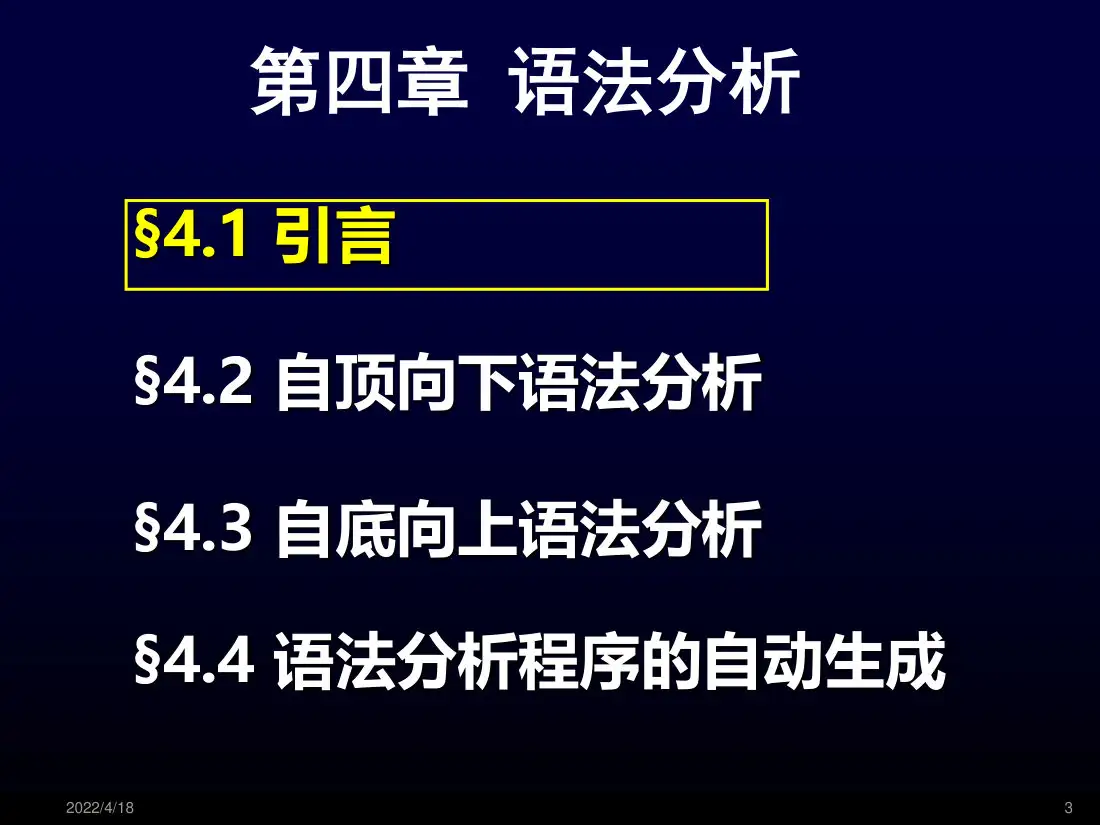 第四章 语法分析
§4.1 引言
§4.2 自顶向下语法分析
§4.3 自底向上语法分析
§4.4 语法分析程序的自动生成
2022/4/18
3